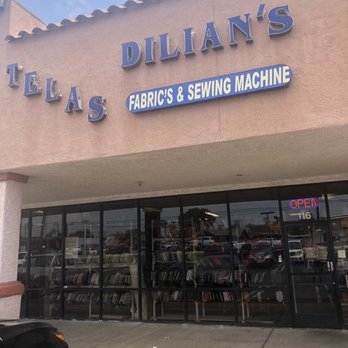 TELAS
DILIAN'S
FABRIC'S & SEWING MACHINE
OPEN
116